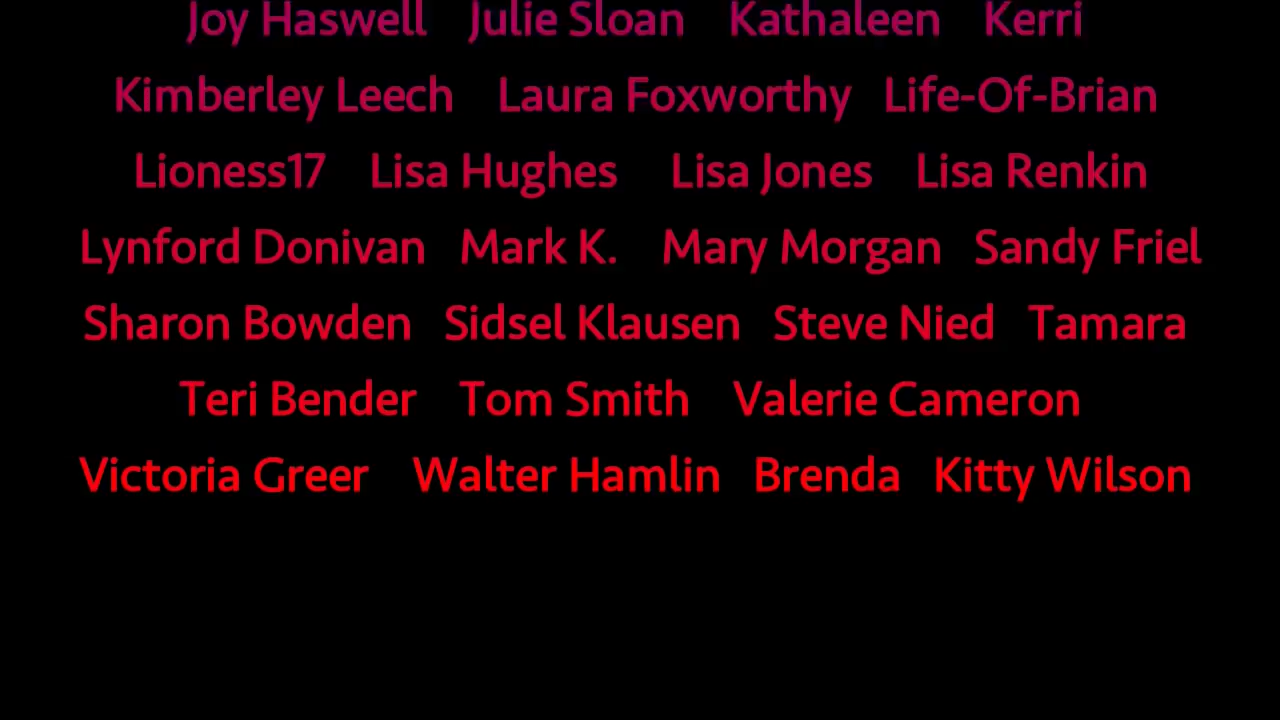 Joy Haswell Julie Sloan Kathaleen Kerri
Kimberley Leech Laura Foxworthy Life-Of-Brian
Lioness17 Lisa Hughes Lisa Jones Lisa Renkin
Lynford Donivan Mark K. Mary Morgan Sandy Friel
Sharon Bowden Sidsel Klausen Steve Nied Tamara
Teri Bender Tom Smith Valerie Cameron
Victoria Greer Walter Hamlin Brenda Kitty Wilson